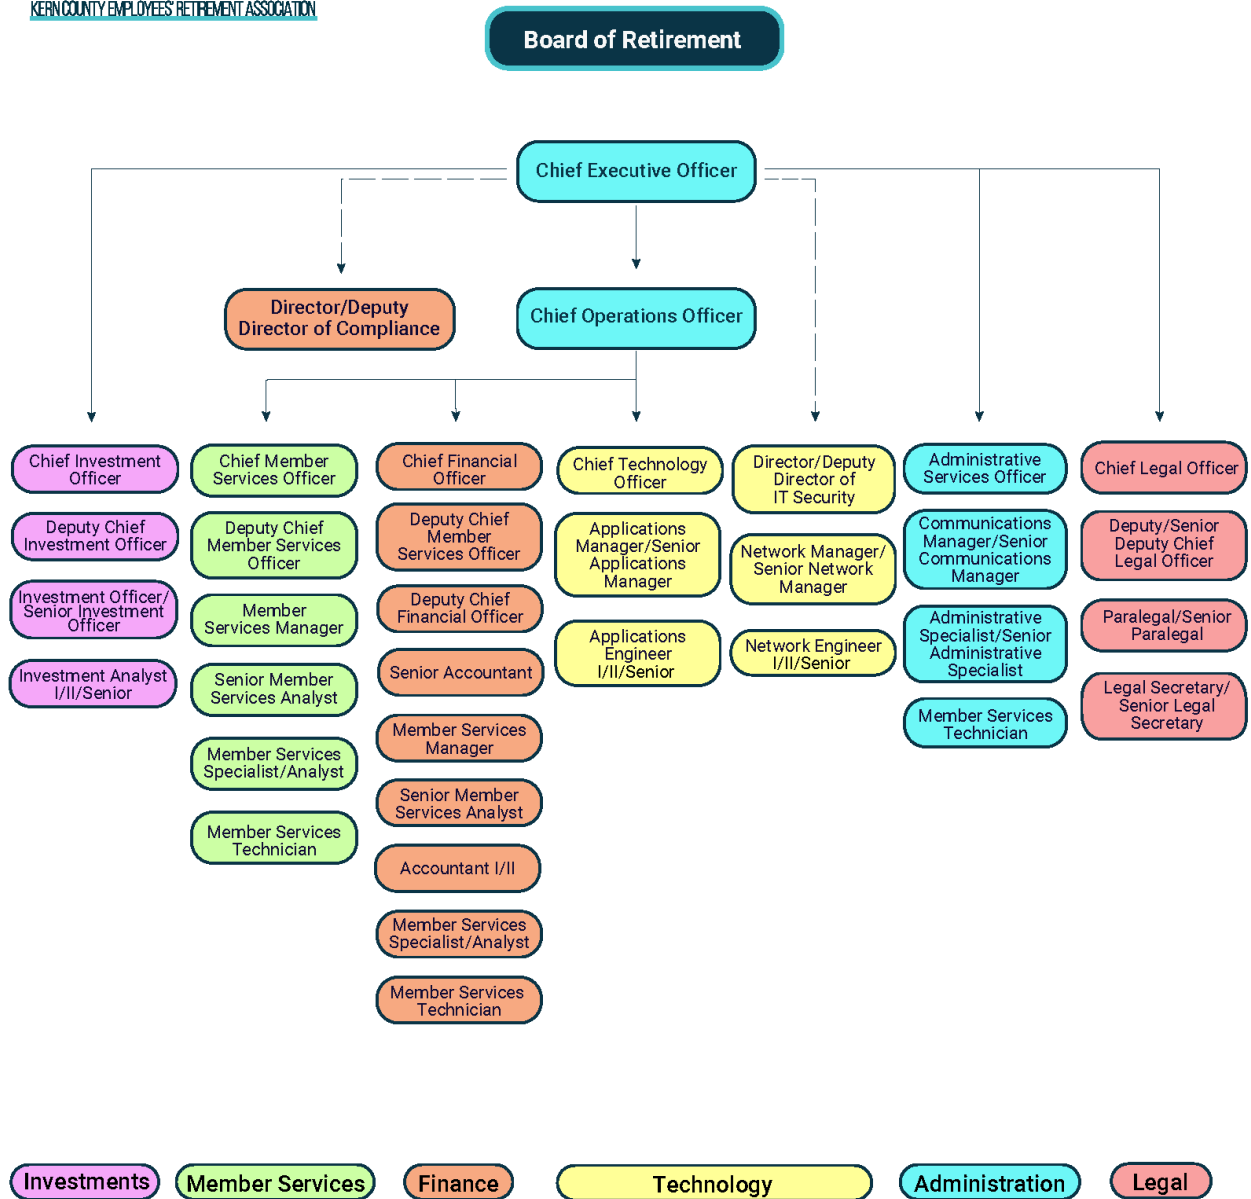 KERN COUNTY EMPLOYEES' RETIREMENT ASSOCIATION
Board of Retirement
Chief Executive Officer
Director/Deputy
Director of Compliance
Chief Operations Officer
Chief Investment
Officer
Deputy Chief
Investment Officer
Investment Officer/
Senior Investment
Officer
Investment Analyst
I/II/Senior
Chief Member
Services Officer
Deputy Chief
Member Services
Officer
Member
Services Manager
Senior Member
Services Analyst
Member Services
Specialist/Analyst
Member Services
Technician
Chief Financial
Officer
Deputy Chief
Member
Services Officer
Deputy Chief
Financial Officer
Senior Accountant
Member Services
Manager
Senior Member
Services Analyst
Accountant I/II
Member Services
Specialist/Analyst
Member Services
Technician
Chief Technology
Officer
Applications
Manager/Senior
Applications
Manager
Applications
Engineer
I/II/Senior
Director/Deputy
Director of
IT Security
Network Manager/
Senior Network
Manager
Network Engineer
I/II/Senior
Administrative
Services Officer
Communications
Manager/Senior
Communications
Manager
Administrative
Specialist/Senior
Administrative
Specialist
Member Services
Technician
Chief Legal Officer
Deputy/Senior
Deputy Chief
Legal Officer
Paralegal/Senior
Paralegal
Legal Secretary/
Senior Legal
Secretary
Investments
Member Services
Finance
Technology
Administration
Legal